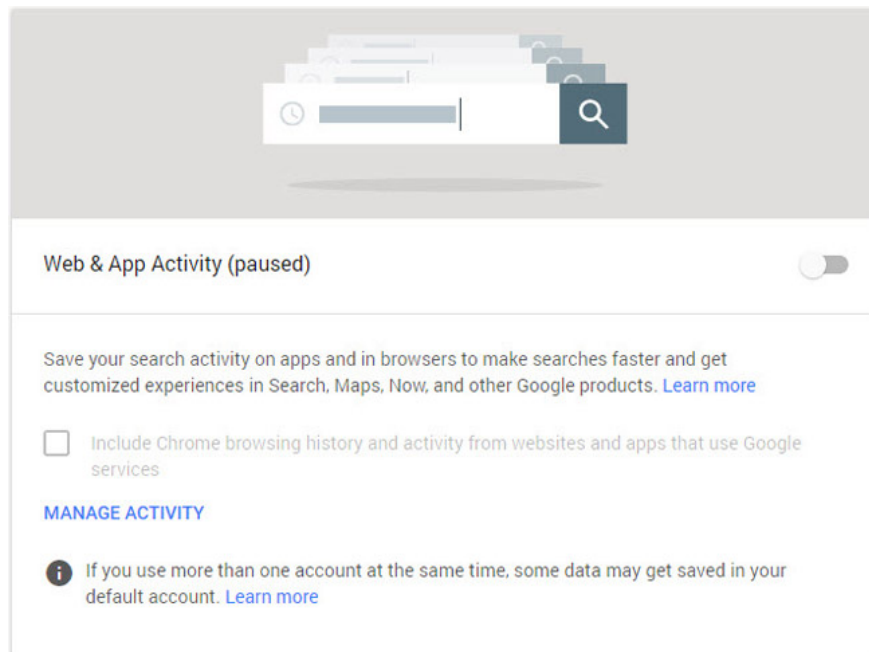 Web & App Activity (paused)
Save your search activity on apps and in browsers to make searches faster and get
customized experiences in Search, Maps, Now, and other Google products. Learn more
Include Chrome browsing history and activity from websites and apps that use Google
services
MANAGE ACTIVITY
If you use more than one account at the same time, some data may get saved in your
default account. Learn more